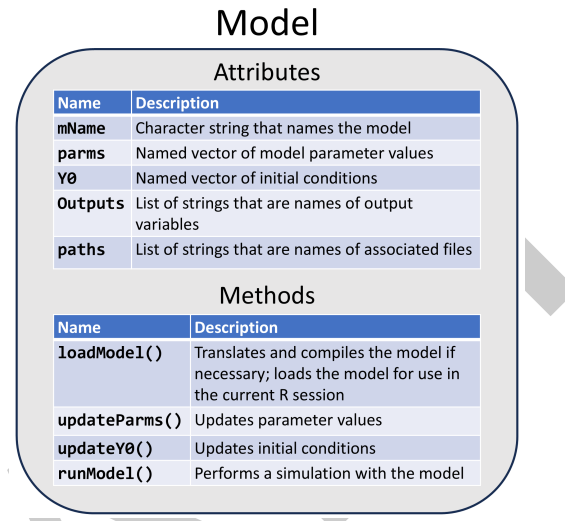 Model
Attributes
Name Description
mName Character string that names the model
parms Named vector of model parameter values
Y0 Named vector of initial conditions
Outputs List of strings that are names of output
variables
paths List of strings that are names of associated files
Methods
Name Description
loadModel() Translates and compiles the model if
necessary; loads the model for use in
the current R session
updateParms() Updates parameter values
updateY0() Updates initial conditions
runModel() Performs a simulation with the model